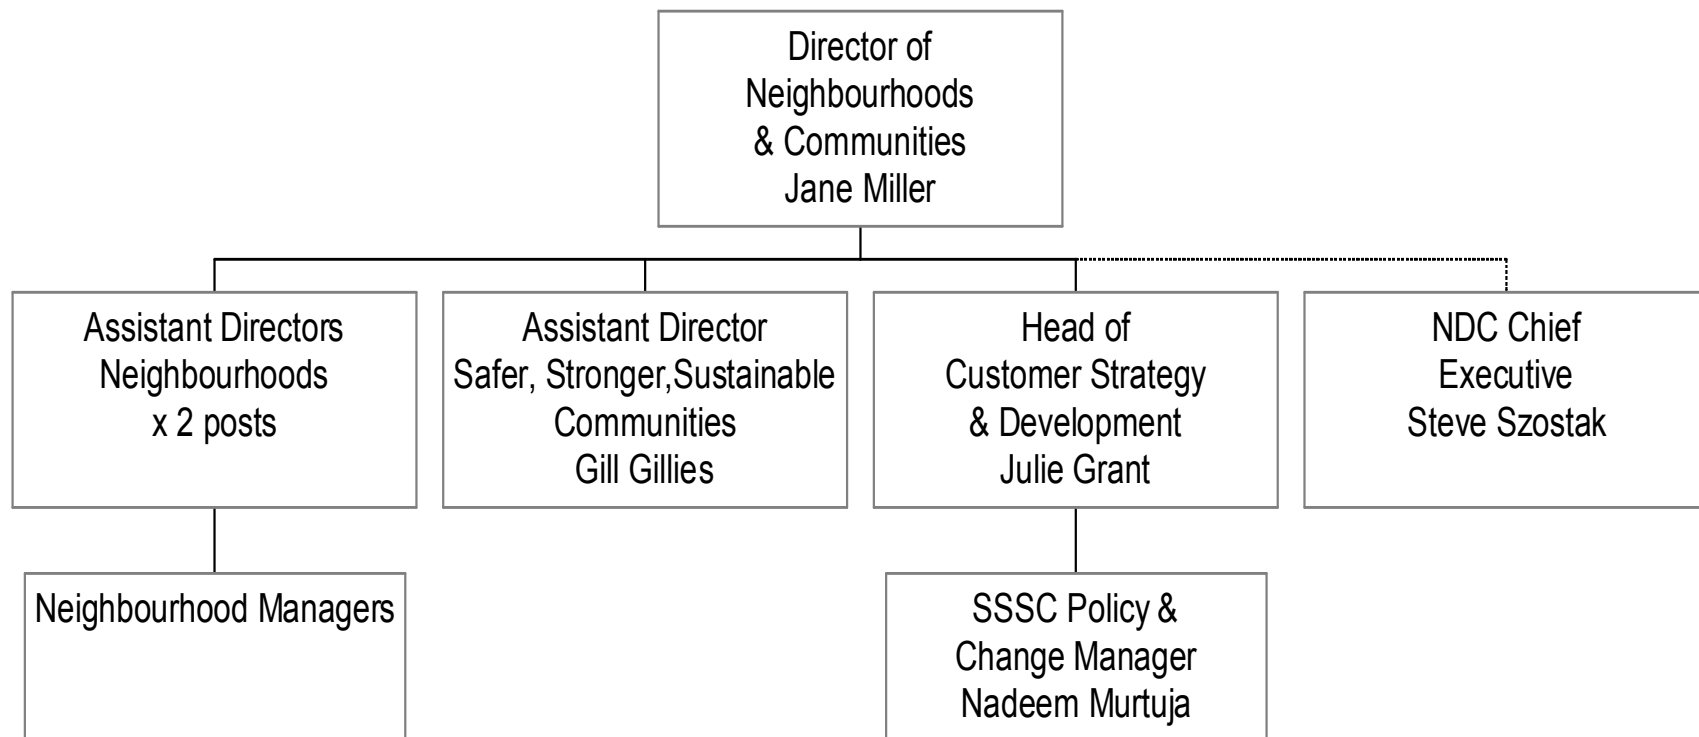 Director of
Neighbourhoods
& Communities
Jane Miller
Assistant Directors
Neighbourhoods
x 2 posts
Assistant Director
Safer, Stronger,Sustainable
Communities
Gill Gillies
Head of
Customer Strategy
& Development
Julie Grant
NDC Chief
Executive
Steve Szostak
Neighbourhood Managers
SSSC Policy &
Change Manager
Nadeem Murtuja